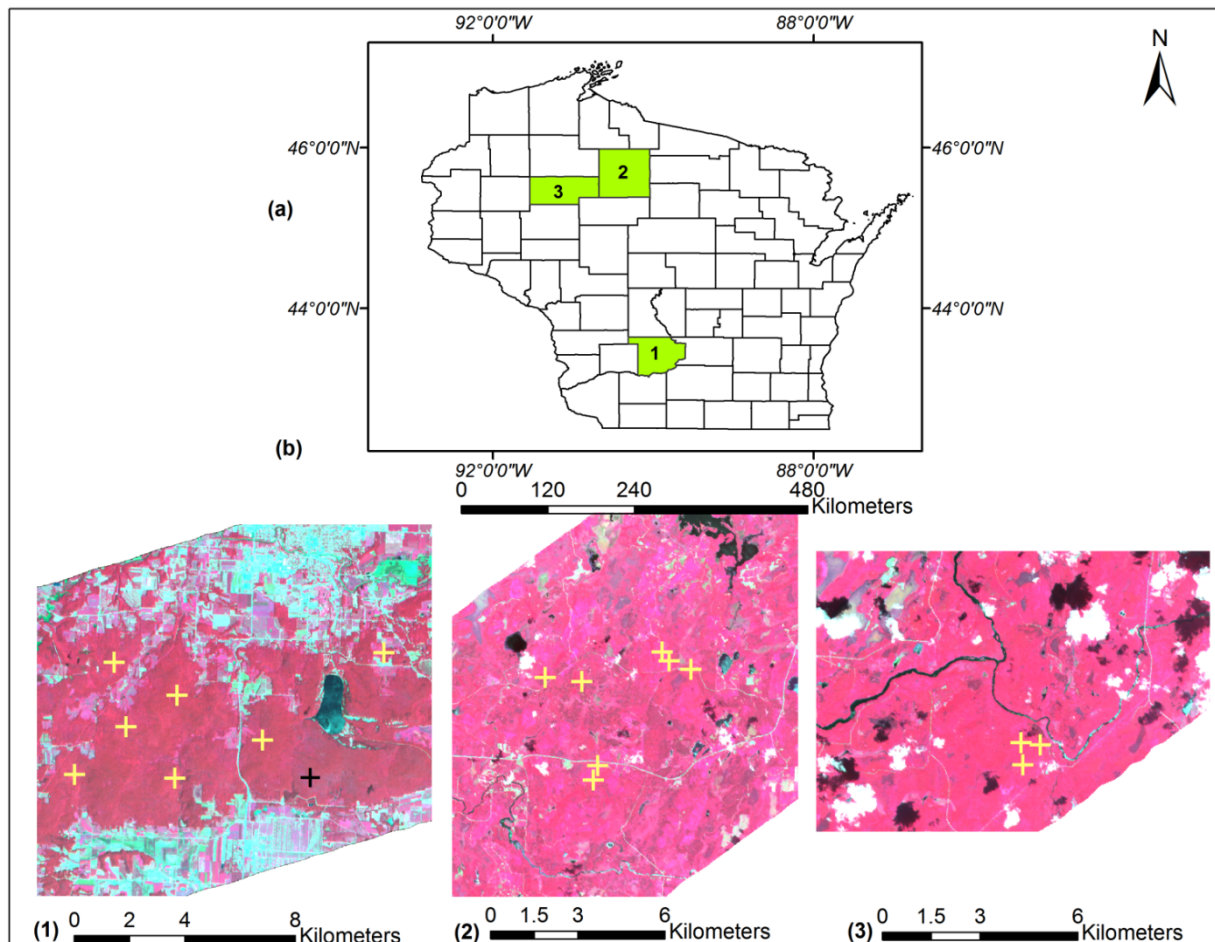 92°0'0"W 88°0'0"W
N
46°0'0"N 46°0'0"N
2
3
(a)
44°0'0"N 44°0'0"N
1
(b)
92°0'0"W 88°0'0"W
0 120 240 480
Kilometers
(1) 0 2 4 8 Kilometers
(2) 0 1.5 3 6 Kilometers
(3) 0 1.5 3 6 Kilometers